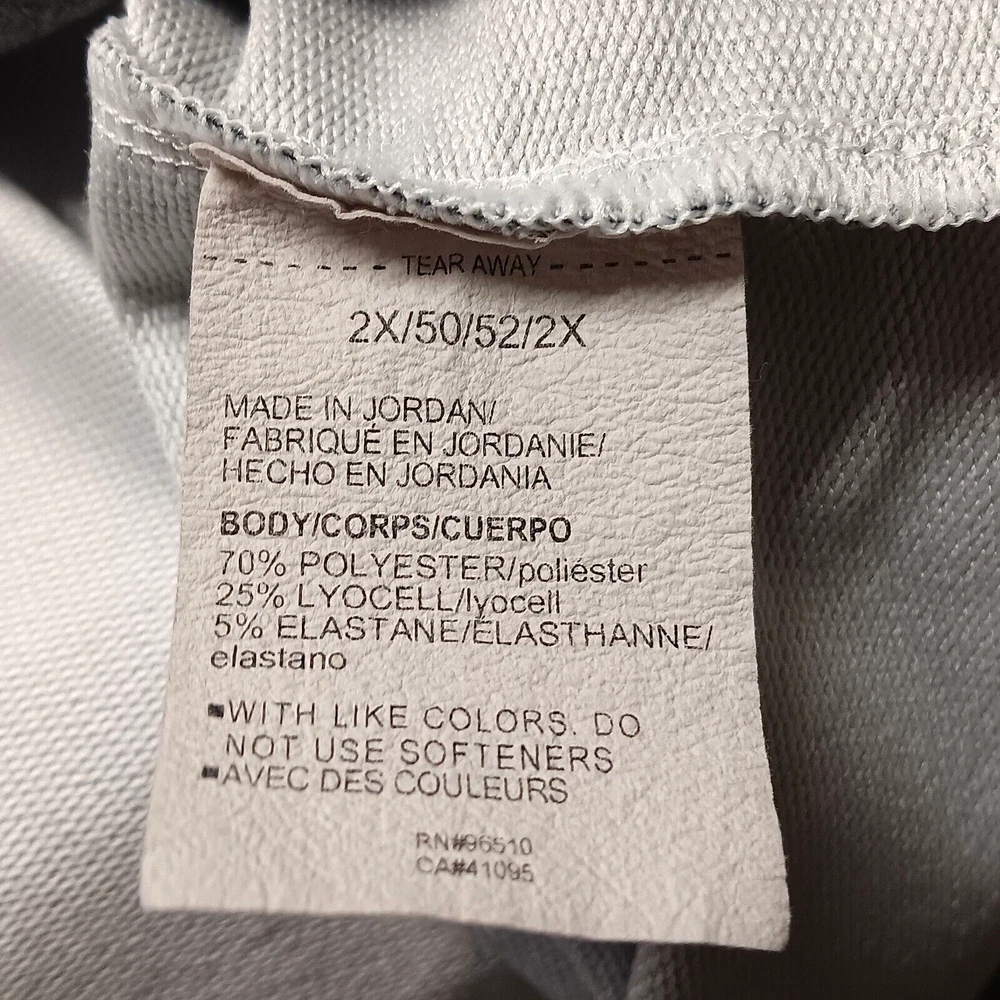 - - - - - - - TEAR AWAY - - - - - - -
2X/50/52/2X
MADE IN JORDAN/
FABRIQUÉ EN JORDANIE/
HECHO EN JORDANIA
BODY/CORPS/CUERPO
70% POLYESTER/poliéster
25% LYOCELL/lyocell
5% ELASTANE/ÉLASTHANNE/
elastano
▪WITH LIKE COLORS. DO
NOT USE SOFTENERS
▪AVEC DES COULEURS
RN#96510
CA#41095